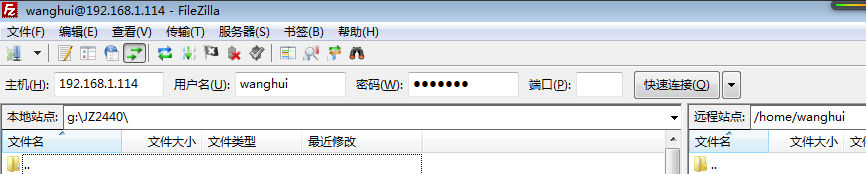 wanghui@192.168.1.114 - FileZilla
文件(F) 编辑(E) 查看(V) 传输(T) 服务器(S) 书签(B) 帮助(H)
主机(H): 192.168.1.114 用户名(U): wanghui 密码(W): ●●●●●●● 端口(P): 快速连接(Q)
本地站点: g:\JZ2440\ 远程站点: /home/wanghui
文件名 文件大小 文件类型 最近修改 文件名 文件大小 文
.. ..